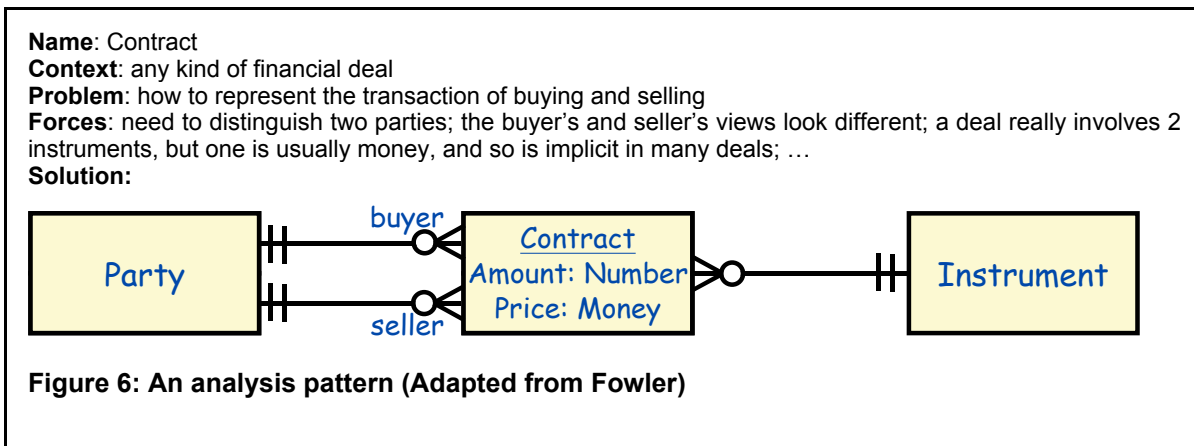 Name: Contract
Context: any kind of financial deal
Problem: how to represent the transaction of buying and selling
Forces: need to distinguish two parties; the buyer’s and seller’s views look different; a deal really involves 2
instruments, but one is usually money, and so is implicit in many deals; …
Solution:
buyer
Party
Contract
Amount: Number
Price: Money
Instrument
seller
Figure 6: An analysis pattern (Adapted from Fowler)